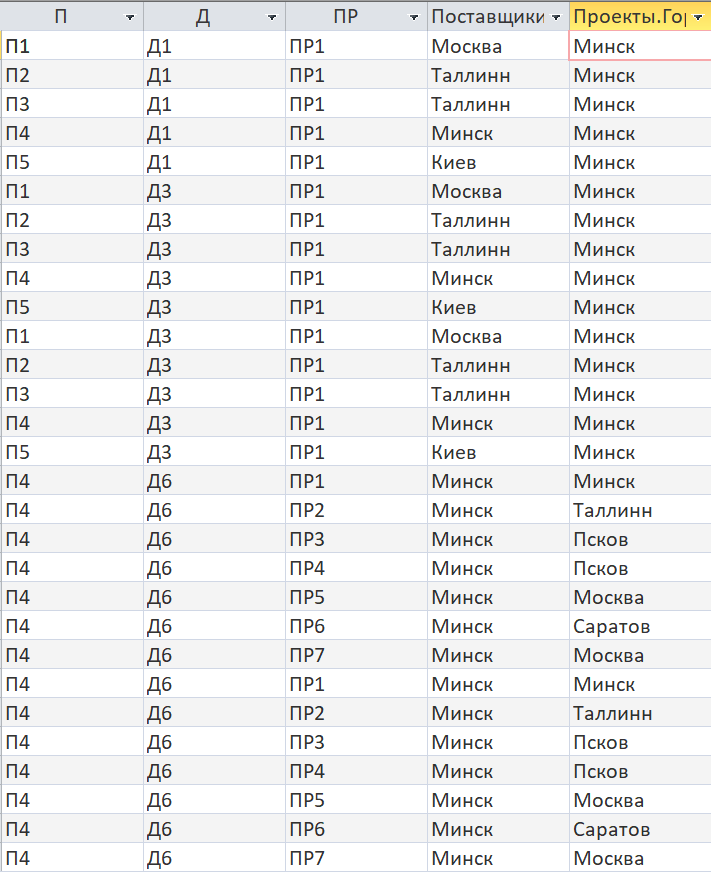 П Д ПР Поставщики Проекты.Гор
П1 Д1 ПР1 Москва Минск
П2 Д1 ПР1 Таллинн Минск
П3 Д1 ПР1 Таллинн Минск
П4 Д1 ПР1 Минск Минск
П5 Д1 ПР1 Киев Минск
П1 Д3 ПР1 Москва Минск
П2 Д3 ПР1 Таллинн Минск
П3 Д3 ПР1 Таллинн Минск
П4 Д3 ПР1 Минск Минск
П5 Д3 ПР1 Киев Минск
П1 Д3 ПР1 Москва Минск
П2 Д3 ПР1 Таллинн Минск
П3 Д3 ПР1 Таллинн Минск
П4 Д3 ПР1 Минск Минск
П5 Д3 ПР1 Киев Минск
П4 Д6 ПР1 Минск Минск
П4 Д6 ПР2 Минск Таллинн
П4 Д6 ПР3 Минск Псков
П4 Д6 ПР4 Минск Псков
П4 Д6 ПР5 Минск Москва
П4 Д6 ПР6 Минск Саратов
П4 Д6 ПР7 Минск Москва
П4 Д6 ПР1 Минск Минск
П4 Д6 ПР2 Минск Таллинн
П4 Д6 ПР3 Минск Псков
П4 Д6 ПР4 Минск Псков
П4 Д6 ПР5 Минск Москва
П4 Д6 ПР6 Минск Саратов
П4 Д6 ПР7 Минск Москва